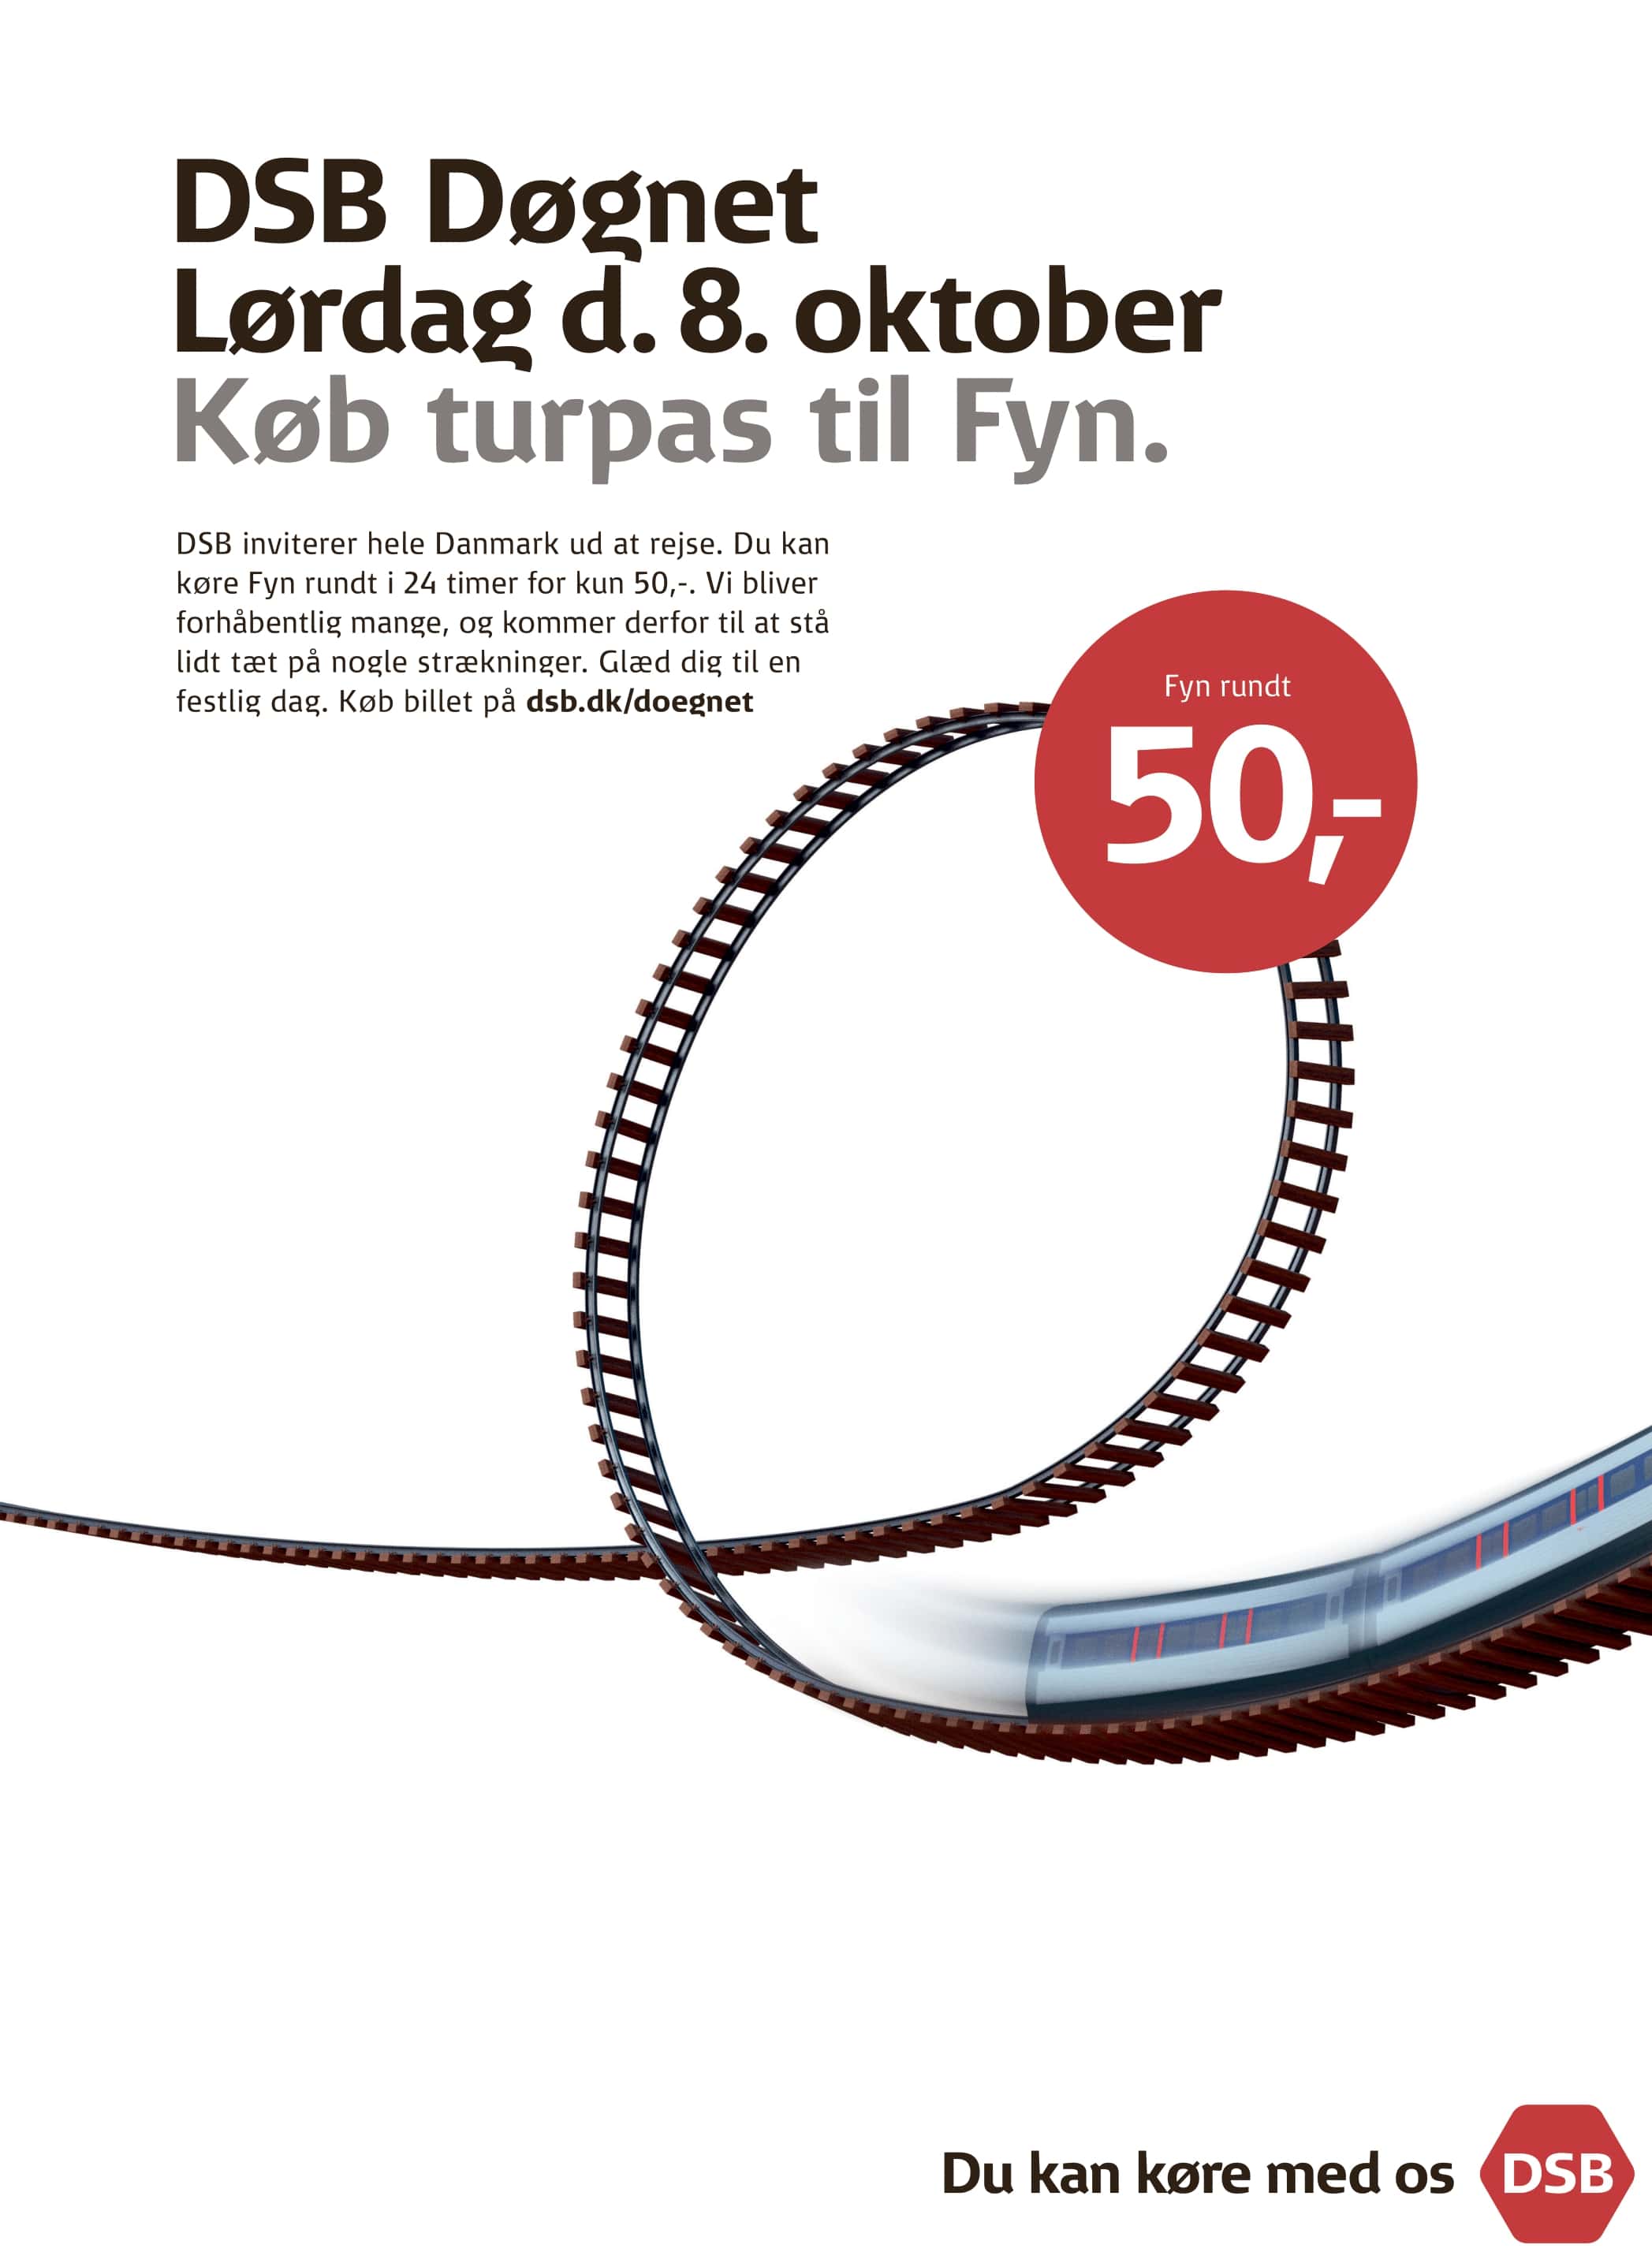 DSB Døgnet
Lørdag d. 8. oktober
Køb turpas til Fyn.
DSB inviterer hele Danmark ud at rejse. Du kan
køre Fyn rundt i 24 timer for kun 50,-. Vi bliver
forhåbentlig mange, og kommer derfor til at stå
lidt tæt på nogle strækninger. Glæd dig til en
festlig dag. Køb billet på dsb.dk/doegnet
Fyn rundt
50,-
Du kan køre med os
DSB